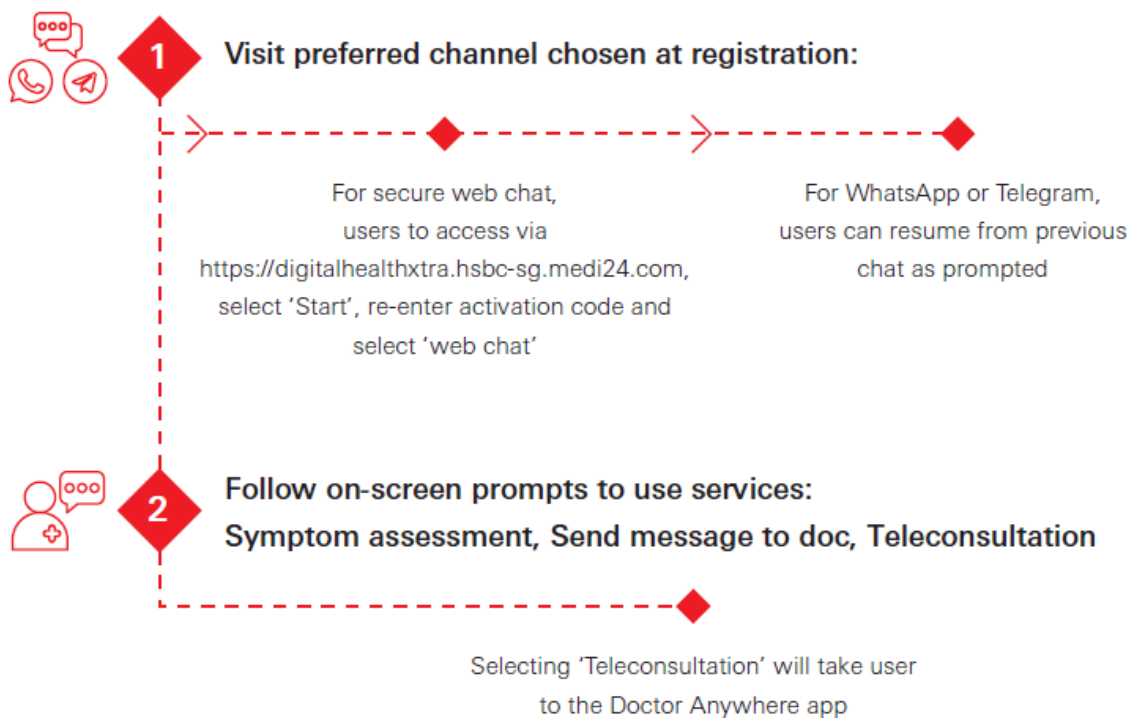 1
Visit preferred channel chosen at registration:
For secure web chat,
users to access via
https://digitalhealthxtra.hsbc-sg.medi24.com,
select ‘Start’, re-enter activation code and
select ‘web chat’
For WhatsApp or Telegram,
users can resume from previous
chat as prompted
2
Follow on-screen prompts to use services:
Symptom assessment, Send message to doc, Teleconsultation
Selecting ‘Teleconsultation’ will take user
to the Doctor Anywhere app